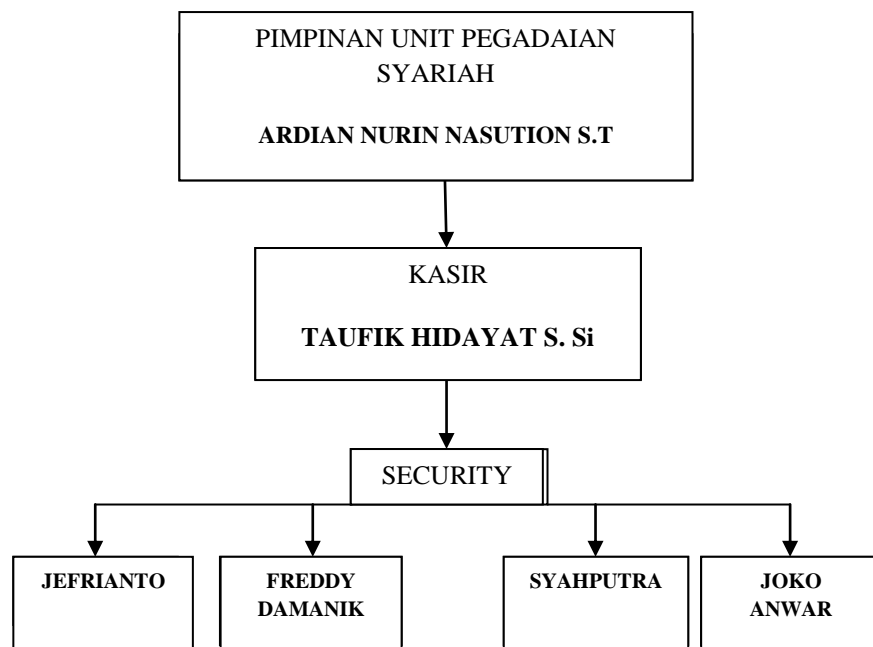 PIMPINAN UNIT PEGADAIAN
SYARIAH
ARDIAN NURIN NASUTION S.T
KASIR
TAUFIK HIDAYAT S. Si
SECURITY
JEFRIANTO
FREDDY
DAMANIK
SYAHPUTRA
JOKO
ANWAR